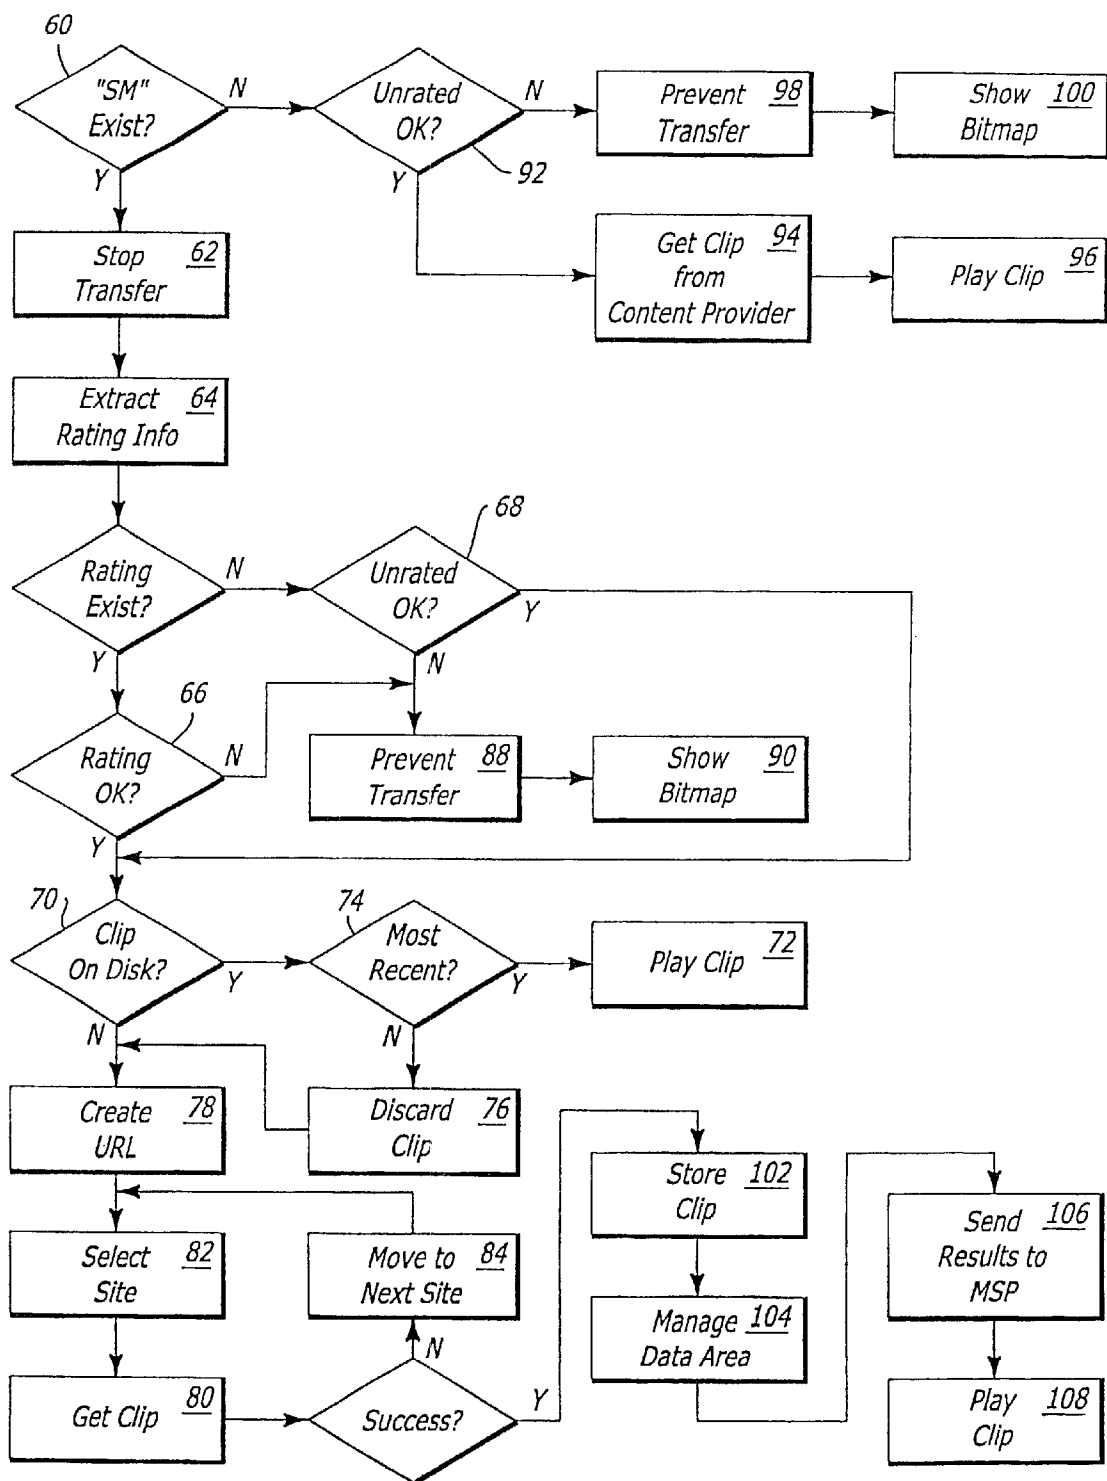 60
"SM"
Exist?
N
Y
Unrated
OK?
N
Y
92
Prevent 98
Transfer
Show 100
Bitmap
Stop 62
Transfer
Get Clip 94
from
Content Provider
Play Clip 96
Extract 64
Rating Info
Rating
Exist?
N
Y
68
Unrated
OK?
Y
N
66
Rating
OK?
N
Y
Prevent 88
Transfer
Show 90
Bitmap
70
Clip
On Disk?
Y
N
74
Most
Recent?
Y
N
Play Clip 72
Create 78
URL
Discard 76
Clip
Store 102
Clip
Send 106
Results to
MSP
Select 82
Site
Move to 84
Next Site
Manage 104
Data Area
Get Clip 80
N
Success?
Y
Play 108
Clip